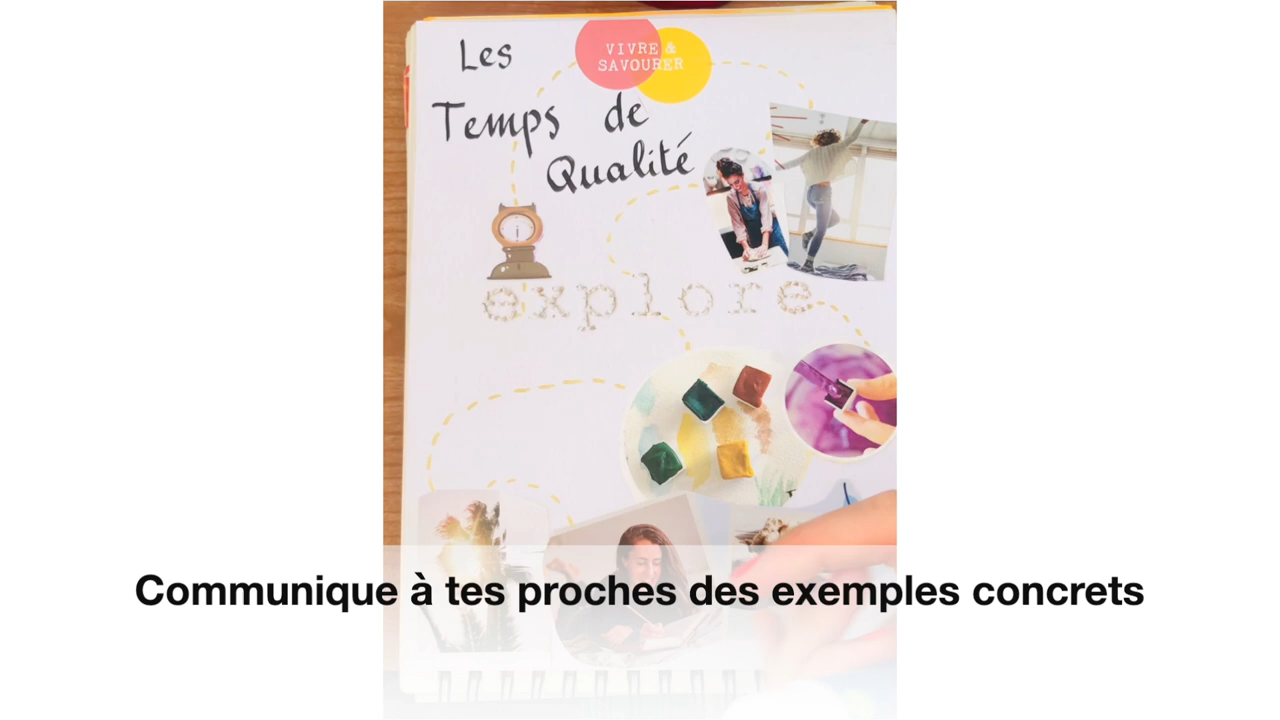 Les
VIVRE &
SAVOURER
Temps de
Qualité
explore
Communique à tes proches des exemples concrets